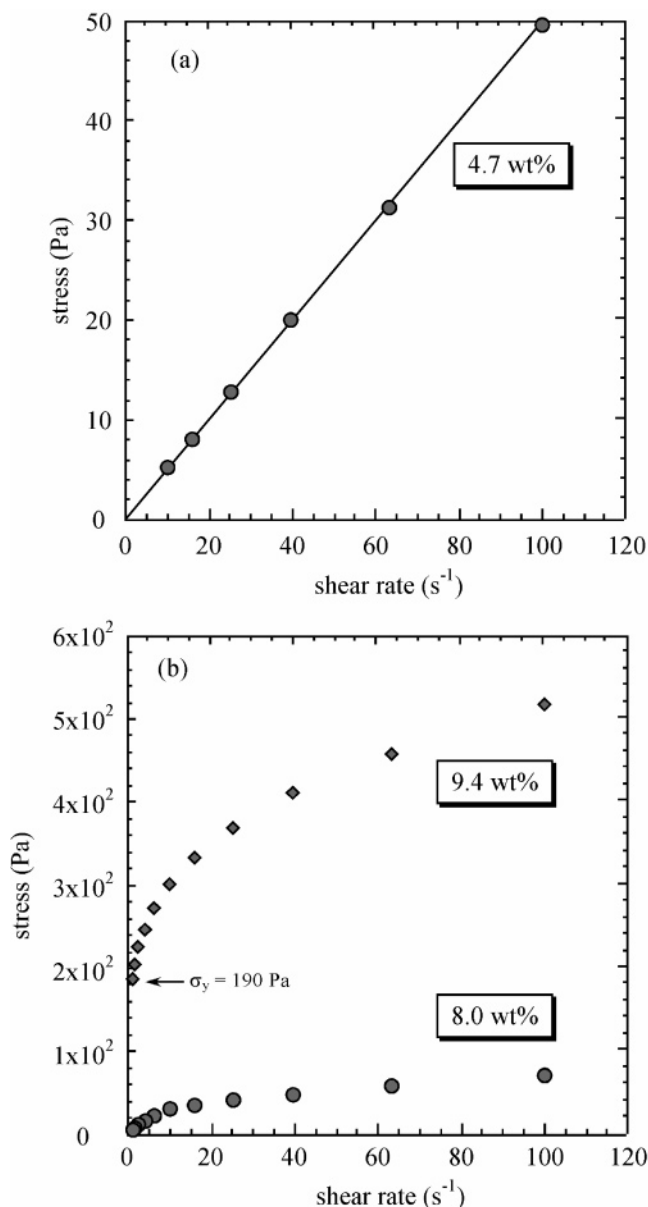 50
(a)
40
4.7 wt%
30
stress (Pa)
20
10
0
0 20 40 60 80 100 120
shear rate (s⁻¹)
6x10²
(b)
5x10²
9.4 wt%
4x10²
stress (Pa)
3x10²
2x10²
σy = 190 Pa
8.0 wt%
1x10²
0
0 20 40 60 80 100 120
shear rate (s⁻¹)